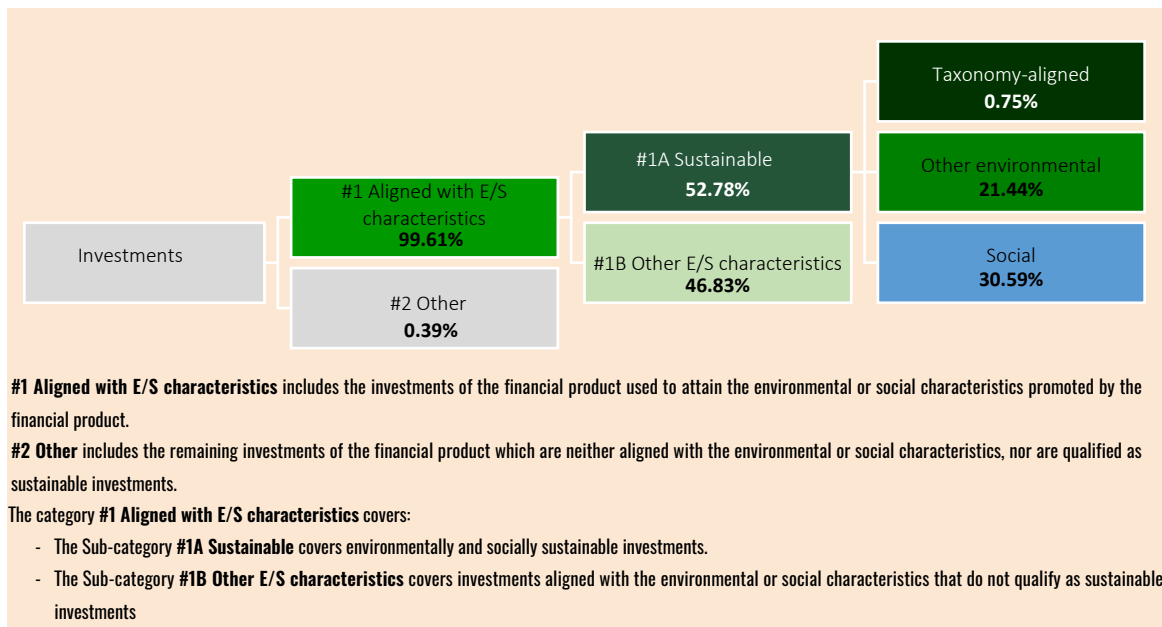 Investments
#1 Aligned with E/S
characteristics
99.61%
#2 Other
0.39%
#1A Sustainable
52.78%
#1B Other E/S characteristics
46.83%
Taxonomy-aligned
0.75%
Other environmental
21.44%
Social
30.59%
#1 Aligned with E/S characteristics includes the investments of the financial product used to attain the environmental or social characteristics promoted by the
financial product.
#2 Other includes the remaining investments of the financial product which are neither aligned with the environmental or social characteristics, nor are qualified as
sustainable investments.
The category #1 Aligned with E/S characteristics covers:
- The Sub-category #1A Sustainable covers environmentally and socially sustainable investments.
- The Sub-category #1B Other E/S characteristics covers investments aligned with the environmental or social characteristics that do not qualify as sustainable
investments